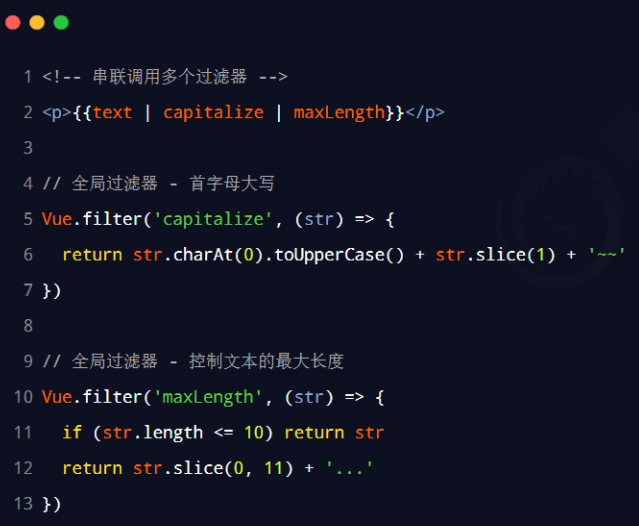 1 <!-- 串联调用多个过滤器 -->
2 <p>{{text | capitalize | maxLength}}</p>
3
4 // 全局过滤器 - 首字母大写
5 Vue.filter('capitalize', (str) => {
6   return str.charAt(0).toUpperCase() + str.slice(1) + '~~'
7 })
8
9 // 全局过滤器 - 控制文本的最大长度
10 Vue.filter('maxLength', (str) => {
11   if (str.length <= 10) return str
12   return str.slice(0, 11) + '...'
13 })